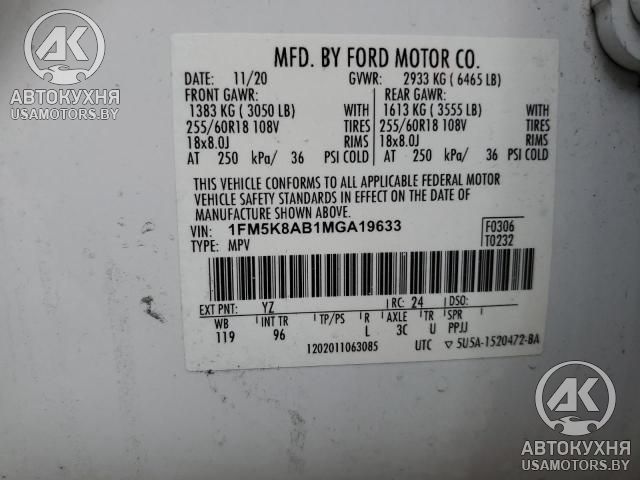 MFD. BY FORD MOTOR CO.
DATE: 11/20 GVWR: 2933 KG ( 6465 LB)
FRONT GAWR: REAR GAWR:
1383 KG ( 3050 LB) WITH 1613 KG ( 3555 LB) WITH
255/60R18 108V TIRES 255/60R18 108V TIRES
18x8.0J RIMS 18x8.0J RIMS
AT 250 kPa/ 36 PSI COLD AT 250 kPa/ 36 PSI COLD
THIS VEHICLE CONFORMS TO ALL APPLICABLE FEDERAL MOTOR
VEHICLE SAFETY STANDARDS IN EFFECT ON THE DATE OF
MANUFACTURE SHOWN ABOVE.
VIN: 1FM5K8AB1MGA19633 F0306
TYPE: MPV T0232
EXT PNT: YZ RC: 24 DSO:
WB INT TR TP/PS R AXLE TR SPR
119 96 L 3C U PPJJ
1202011063085 UTC ▽ 5U5A-1520472-BA
АК
АВТОКУХНЯ
USAMOTORS.BY
АК
АВТОКУХНЯ
USAMOTORS.BY